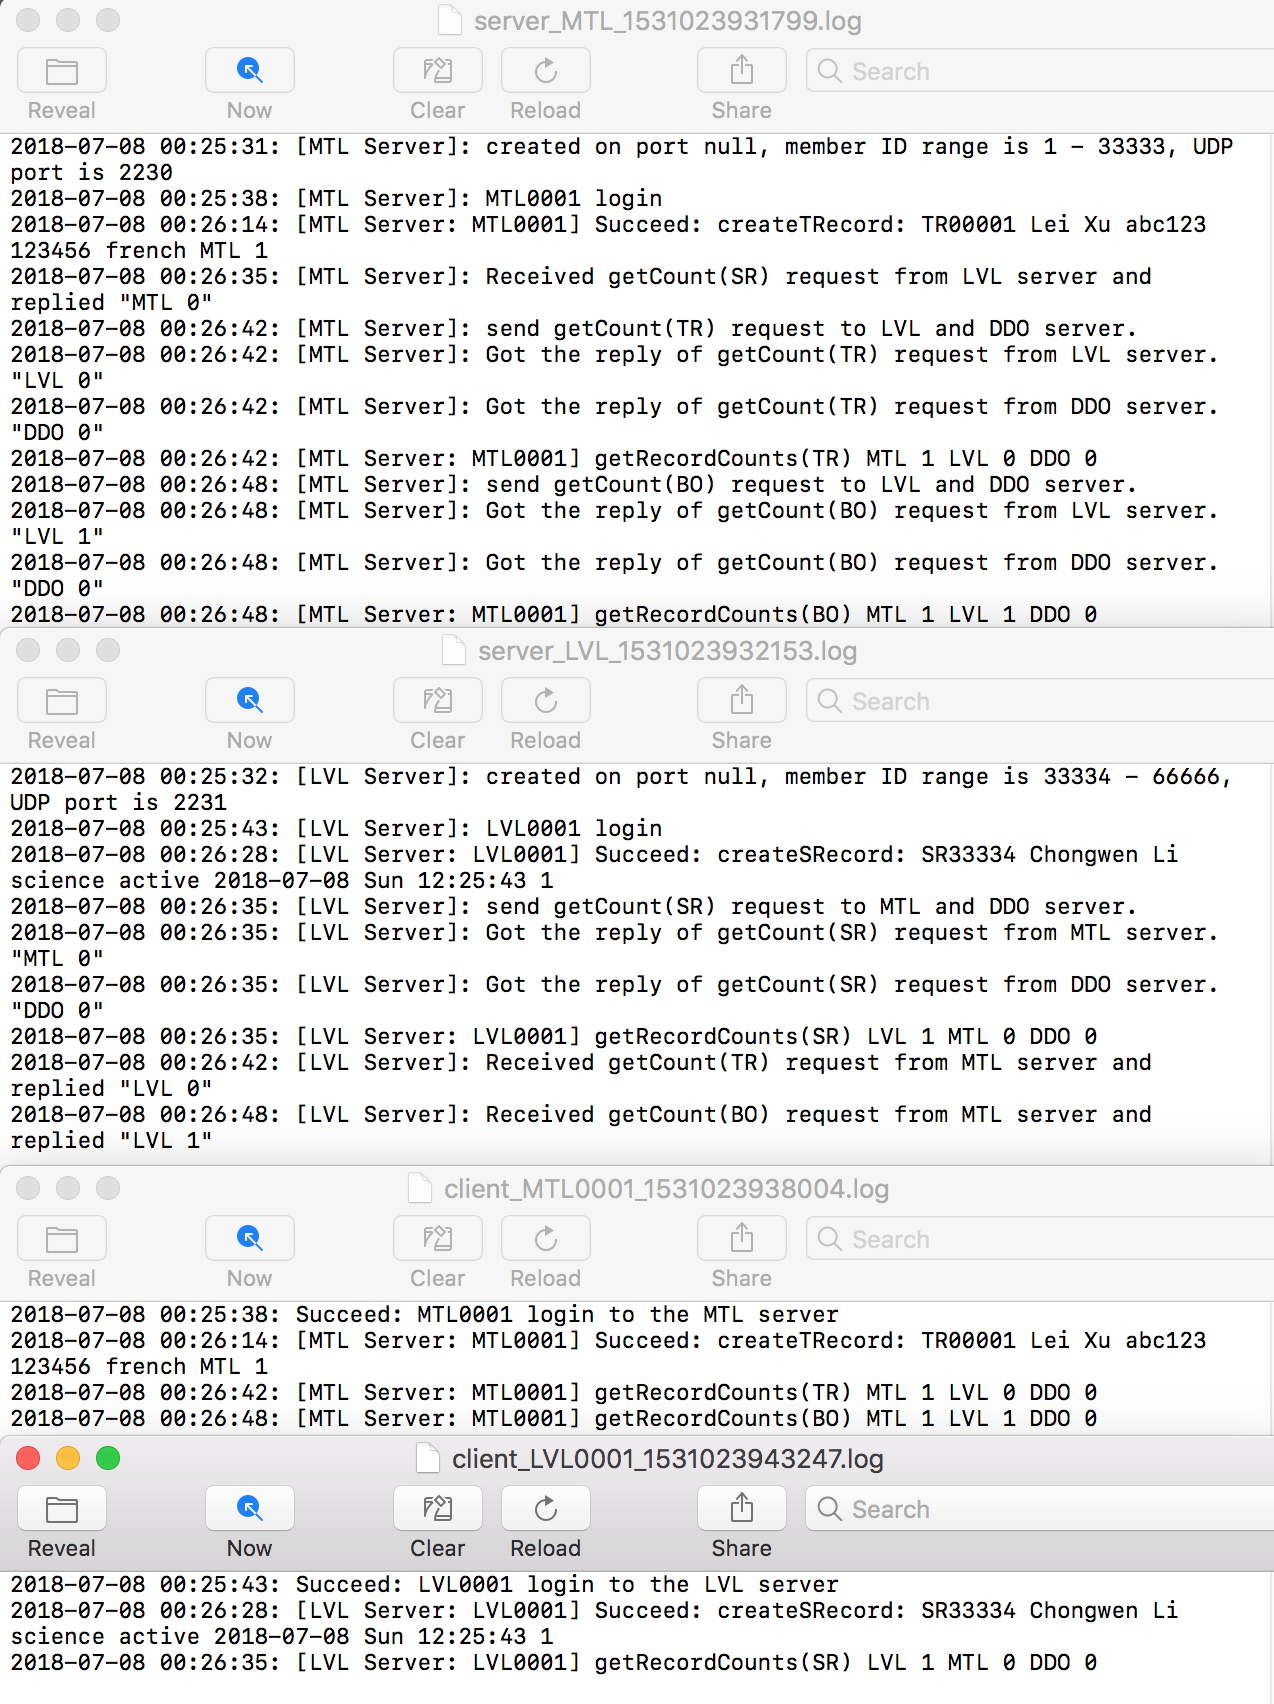 server_MTL_1531023931799.log
Reveal Now Clear Reload Share Search
2018-07-08 00:25:31: [MTL Server]: created on port null, member ID range is 1 - 33333, UDP
port is 2230
2018-07-08 00:25:38: [MTL Server]: MTL0001 login
2018-07-08 00:26:14: [MTL Server: MTL0001] Succeed: createTRecord: TR00001 Lei Xu abc123
123456 french MTL 1
2018-07-08 00:26:35: [MTL Server]: Received getCount(SR) request from LVL server and
replied "MTL 0"
2018-07-08 00:26:42: [MTL Server]: send getCount(TR) request to LVL and DDO server.
2018-07-08 00:26:42: [MTL Server]: Got the reply of getCount(TR) request from LVL server.
"LVL 0"
2018-07-08 00:26:42: [MTL Server]: Got the reply of getCount(TR) request from DDO server.
"DDO 0"
2018-07-08 00:26:42: [MTL Server: MTL0001] getRecordCounts(TR) MTL 1 LVL 0 DDO 0
2018-07-08 00:26:48: [MTL Server]: send getCount(BO) request to LVL and DDO server.
2018-07-08 00:26:48: [MTL Server]: Got the reply of getCount(BO) request from LVL server.
"LVL 1"
2018-07-08 00:26:48: [MTL Server]: Got the reply of getCount(BO) request from DDO server.
"DDO 0"
2018-07-08 00:26:48: [MTL Server: MTL0001] getRecordCounts(BO) MTL 1 LVL 1 DDO 0
server_LVL_1531023932153.log
Reveal Now Clear Reload Share Search
2018-07-08 00:25:32: [LVL Server]: created on port null, member ID range is 33334 - 66666,
UDP port is 2231
2018-07-08 00:25:43: [LVL Server]: LVL0001 login
2018-07-08 00:26:28: [LVL Server: LVL0001] Succeed: createSRecord: SR33334 Chongwen Li
science active 2018-07-08 Sun 12:25:43 1
2018-07-08 00:26:35: [LVL Server]: send getCount(SR) request to MTL and DDO server.
2018-07-08 00:26:35: [LVL Server]: Got the reply of getCount(SR) request from MTL server.
"MTL 0"
2018-07-08 00:26:35: [LVL Server]: Got the reply of getCount(SR) request from DDO server.
"DDO 0"
2018-07-08 00:26:35: [LVL Server: LVL0001] getRecordCounts(SR) LVL 1 MTL 0 DDO 0
2018-07-08 00:26:42: [LVL Server]: Received getCount(TR) request from MTL server and
replied "LVL 0"
2018-07-08 00:26:48: [LVL Server]: Received getCount(BO) request from MTL server and
replied "LVL 1"
client_MTL0001_1531023938004.log
Reveal Now Clear Reload Share Search
2018-07-08 00:25:38: Succeed: MTL0001 login to the MTL server
2018-07-08 00:26:14: [MTL Server: MTL0001] Succeed: createTRecord: TR00001 Lei Xu abc123
123456 french MTL 1
2018-07-08 00:26:42: [MTL Server: MTL0001] getRecordCounts(TR) MTL 1 LVL 0 DDO 0
2018-07-08 00:26:48: [MTL Server: MTL0001] getRecordCounts(BO) MTL 1 LVL 1 DDO 0
client_LVL0001_1531023943247.log
Reveal Now Clear Reload Share Search
2018-07-08 00:25:43: Succeed: LVL0001 login to the LVL server
2018-07-08 00:26:28: [LVL Server: LVL0001] Succeed: createSRecord: SR33334 Chongwen Li
science active 2018-07-08 Sun 12:25:43 1
2018-07-08 00:26:35: [LVL Server: LVL0001] getRecordCounts(SR) LVL 1 MTL 0 DDO 0